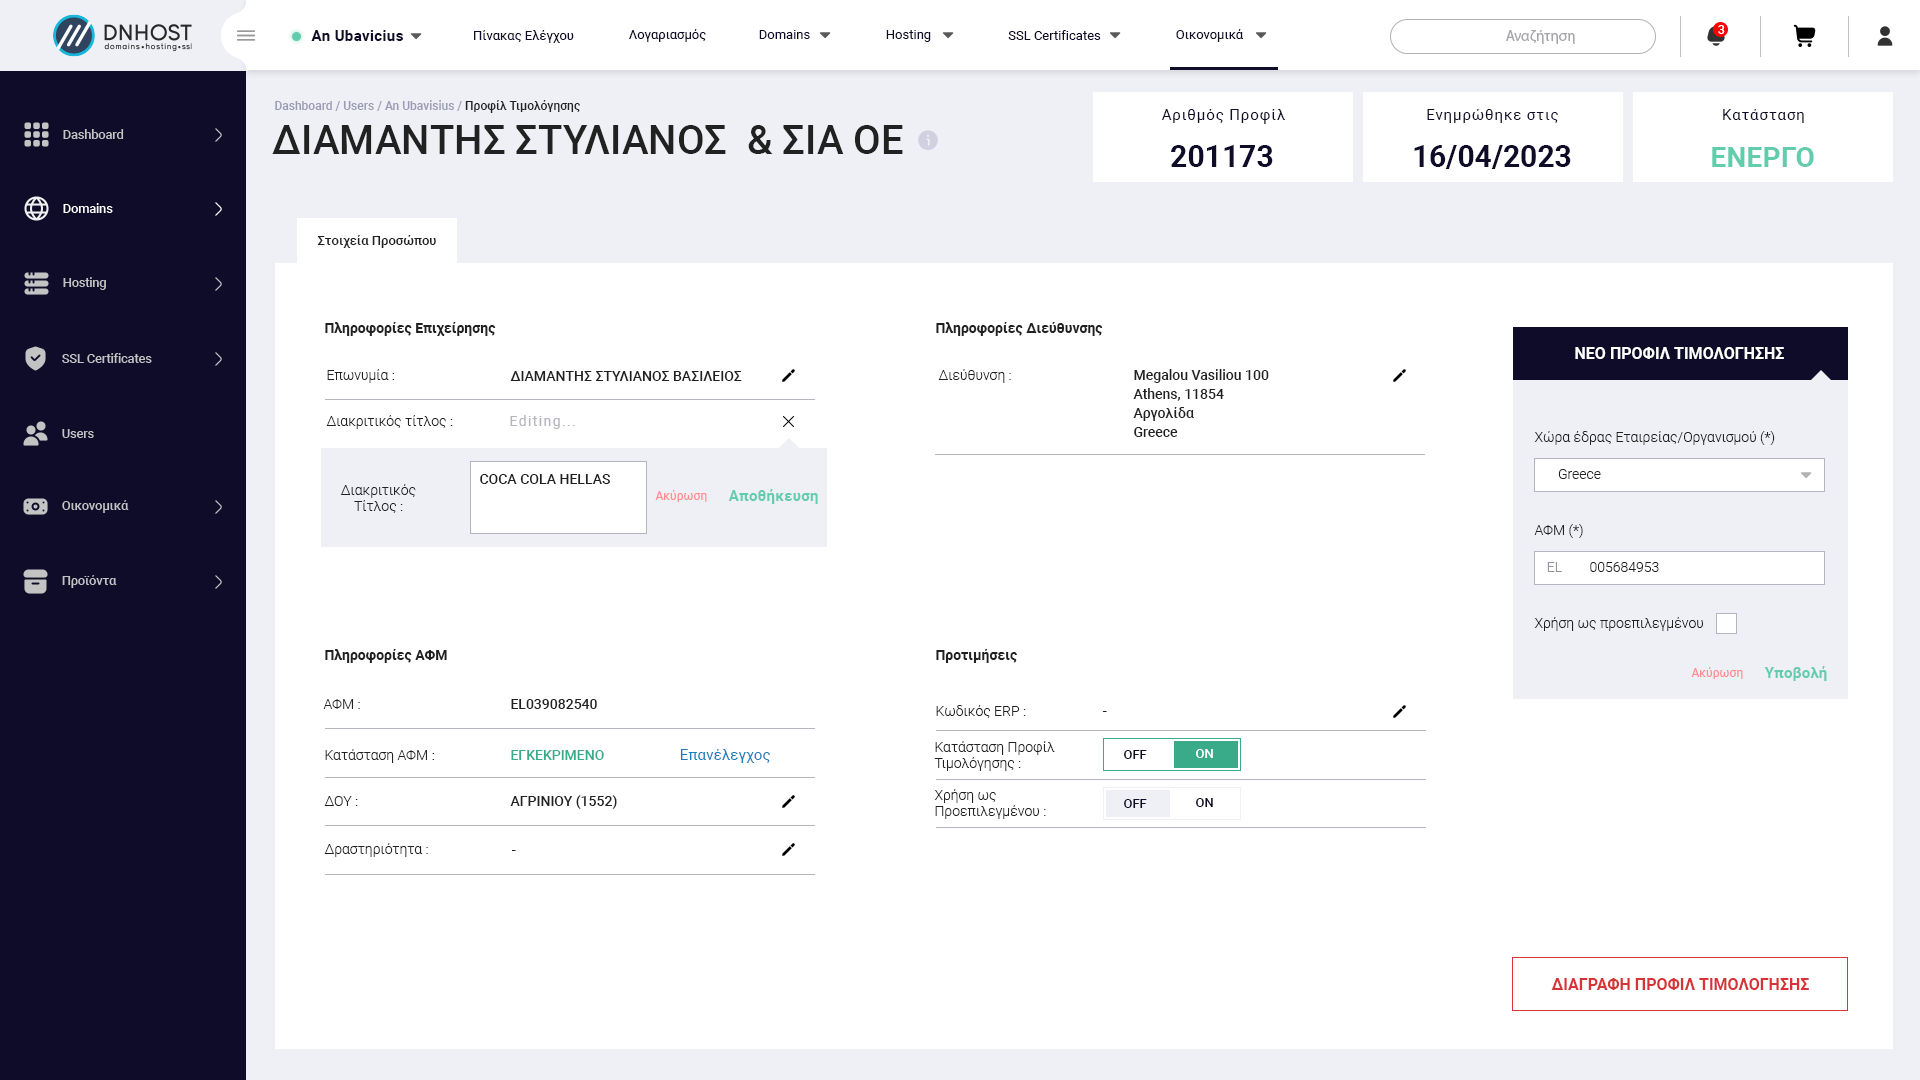 DNHOST
domains•hosting•ssl
An Ubavicius
Πίνακας Ελέγχου
Λογαριασμός
Domains
Hosting
SSL Certificates
Οικονομικά
Αναζήτηση
3
Dashboard
Domains
Hosting
SSL Certificates
Users
Οικονομικά
Προϊόντα
Dashboard / Users / An Ubavisius / Προφίλ Τιμολόγησης
ΔΙΑΜΑΝΤΗΣ ΣΤΥΛΙΑΝΟΣ & ΣΙΑ ΟΕ
i
Αριθμός Προφίλ
201173
Ενημρώθηκε στις
16/04/2023
Κατάσταση
ΕΝΕΡΓΟ
Στοιχεία Προσώπου
Πληροφορίες Επιχείρησης
Επωνυμία :
ΔΙΑΜΑΝΤΗΣ ΣΤΥΛΙΑΝΟΣ ΒΑΣΙΛΕΙΟΣ
Διακριτικός τίτλος :
Editing...
Διακριτικός
Τίτλος :
COCA COLA HELLAS
Ακύρωση
Αποθήκευση
Πληροφορίες Διεύθυνσης
Διεύθυνση :
Megalou Vasiliou 100
Athens, 11854
Αργολίδα
Greece
ΝΕΟ ΠΡΟΦΙΛ ΤΙΜΟΛΟΓΗΣΗΣ
Χώρα έδρας Εταιρείας/Οργανισμού (*)
Greece
ΑΦΜ (*)
EL
005684953
Χρήση ως προεπιλεγμένου
Ακύρωση
Υποβολή
Πληροφορίες ΑΦΜ
ΑΦΜ :
EL039082540
Κατάσταση ΑΦΜ :
ΕΓΚΕΚΡΙΜΕΝΟ
Επανέλεγχος
ΔΟΥ :
ΑΓΡΙΝΙΟΥ (1552)
Δραστηριότητα :
-
Προτιμήσεις
Κωδικός ERP :
-
Κατάσταση Προφίλ
Τιμολόγησης :
OFF
ON
Χρήση ως
Προεπιλεγμένου :
OFF
ON
ΔΙΑΓΡΑΦΗ ΠΡΟΦΙΛ ΤΙΜΟΛΟΓΗΣΗΣ